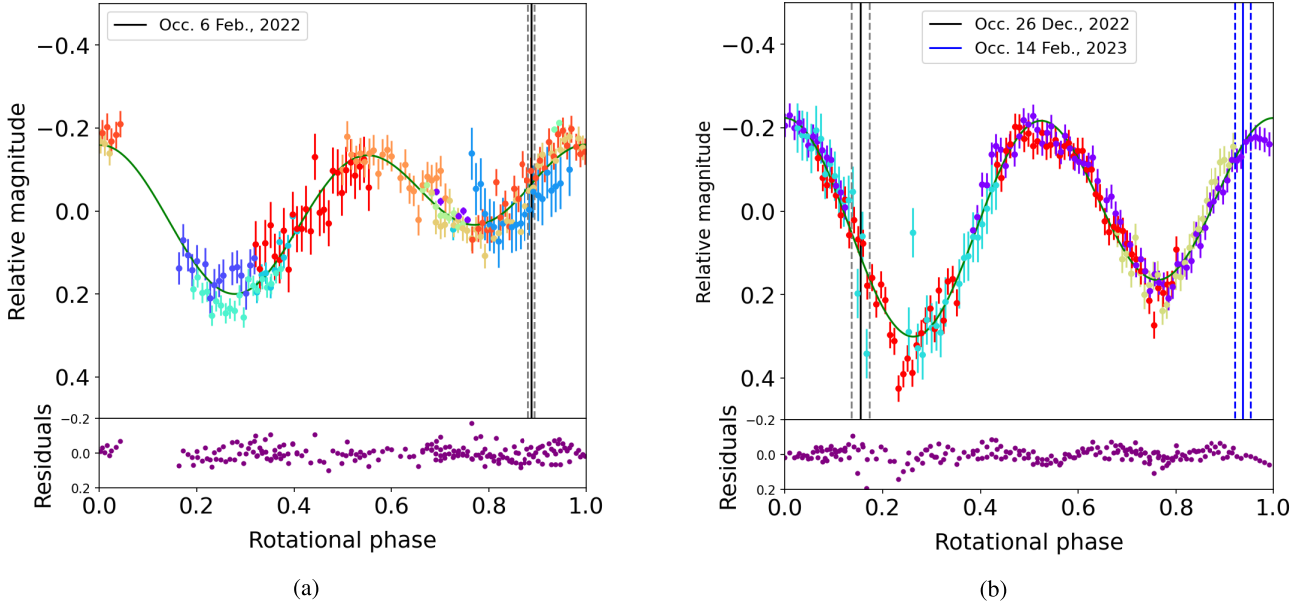 Occ. 6 Feb., 2022
Relative magnitude
−0.4
−0.2
0.0
0.2
0.4
Residuals
−0.2
0.0
0.2
0.0
0.2
0.4
0.6
0.8
1.0
Rotational phase
(a)
Occ. 26 Dec., 2022
Occ. 14 Feb., 2023
Relative magnitude
−0.4
−0.2
0.0
0.2
0.4
Residuals
−0.2
0.0
0.2
0.0
0.2
0.4
0.6
0.8
1.0
Rotational phase
(b)